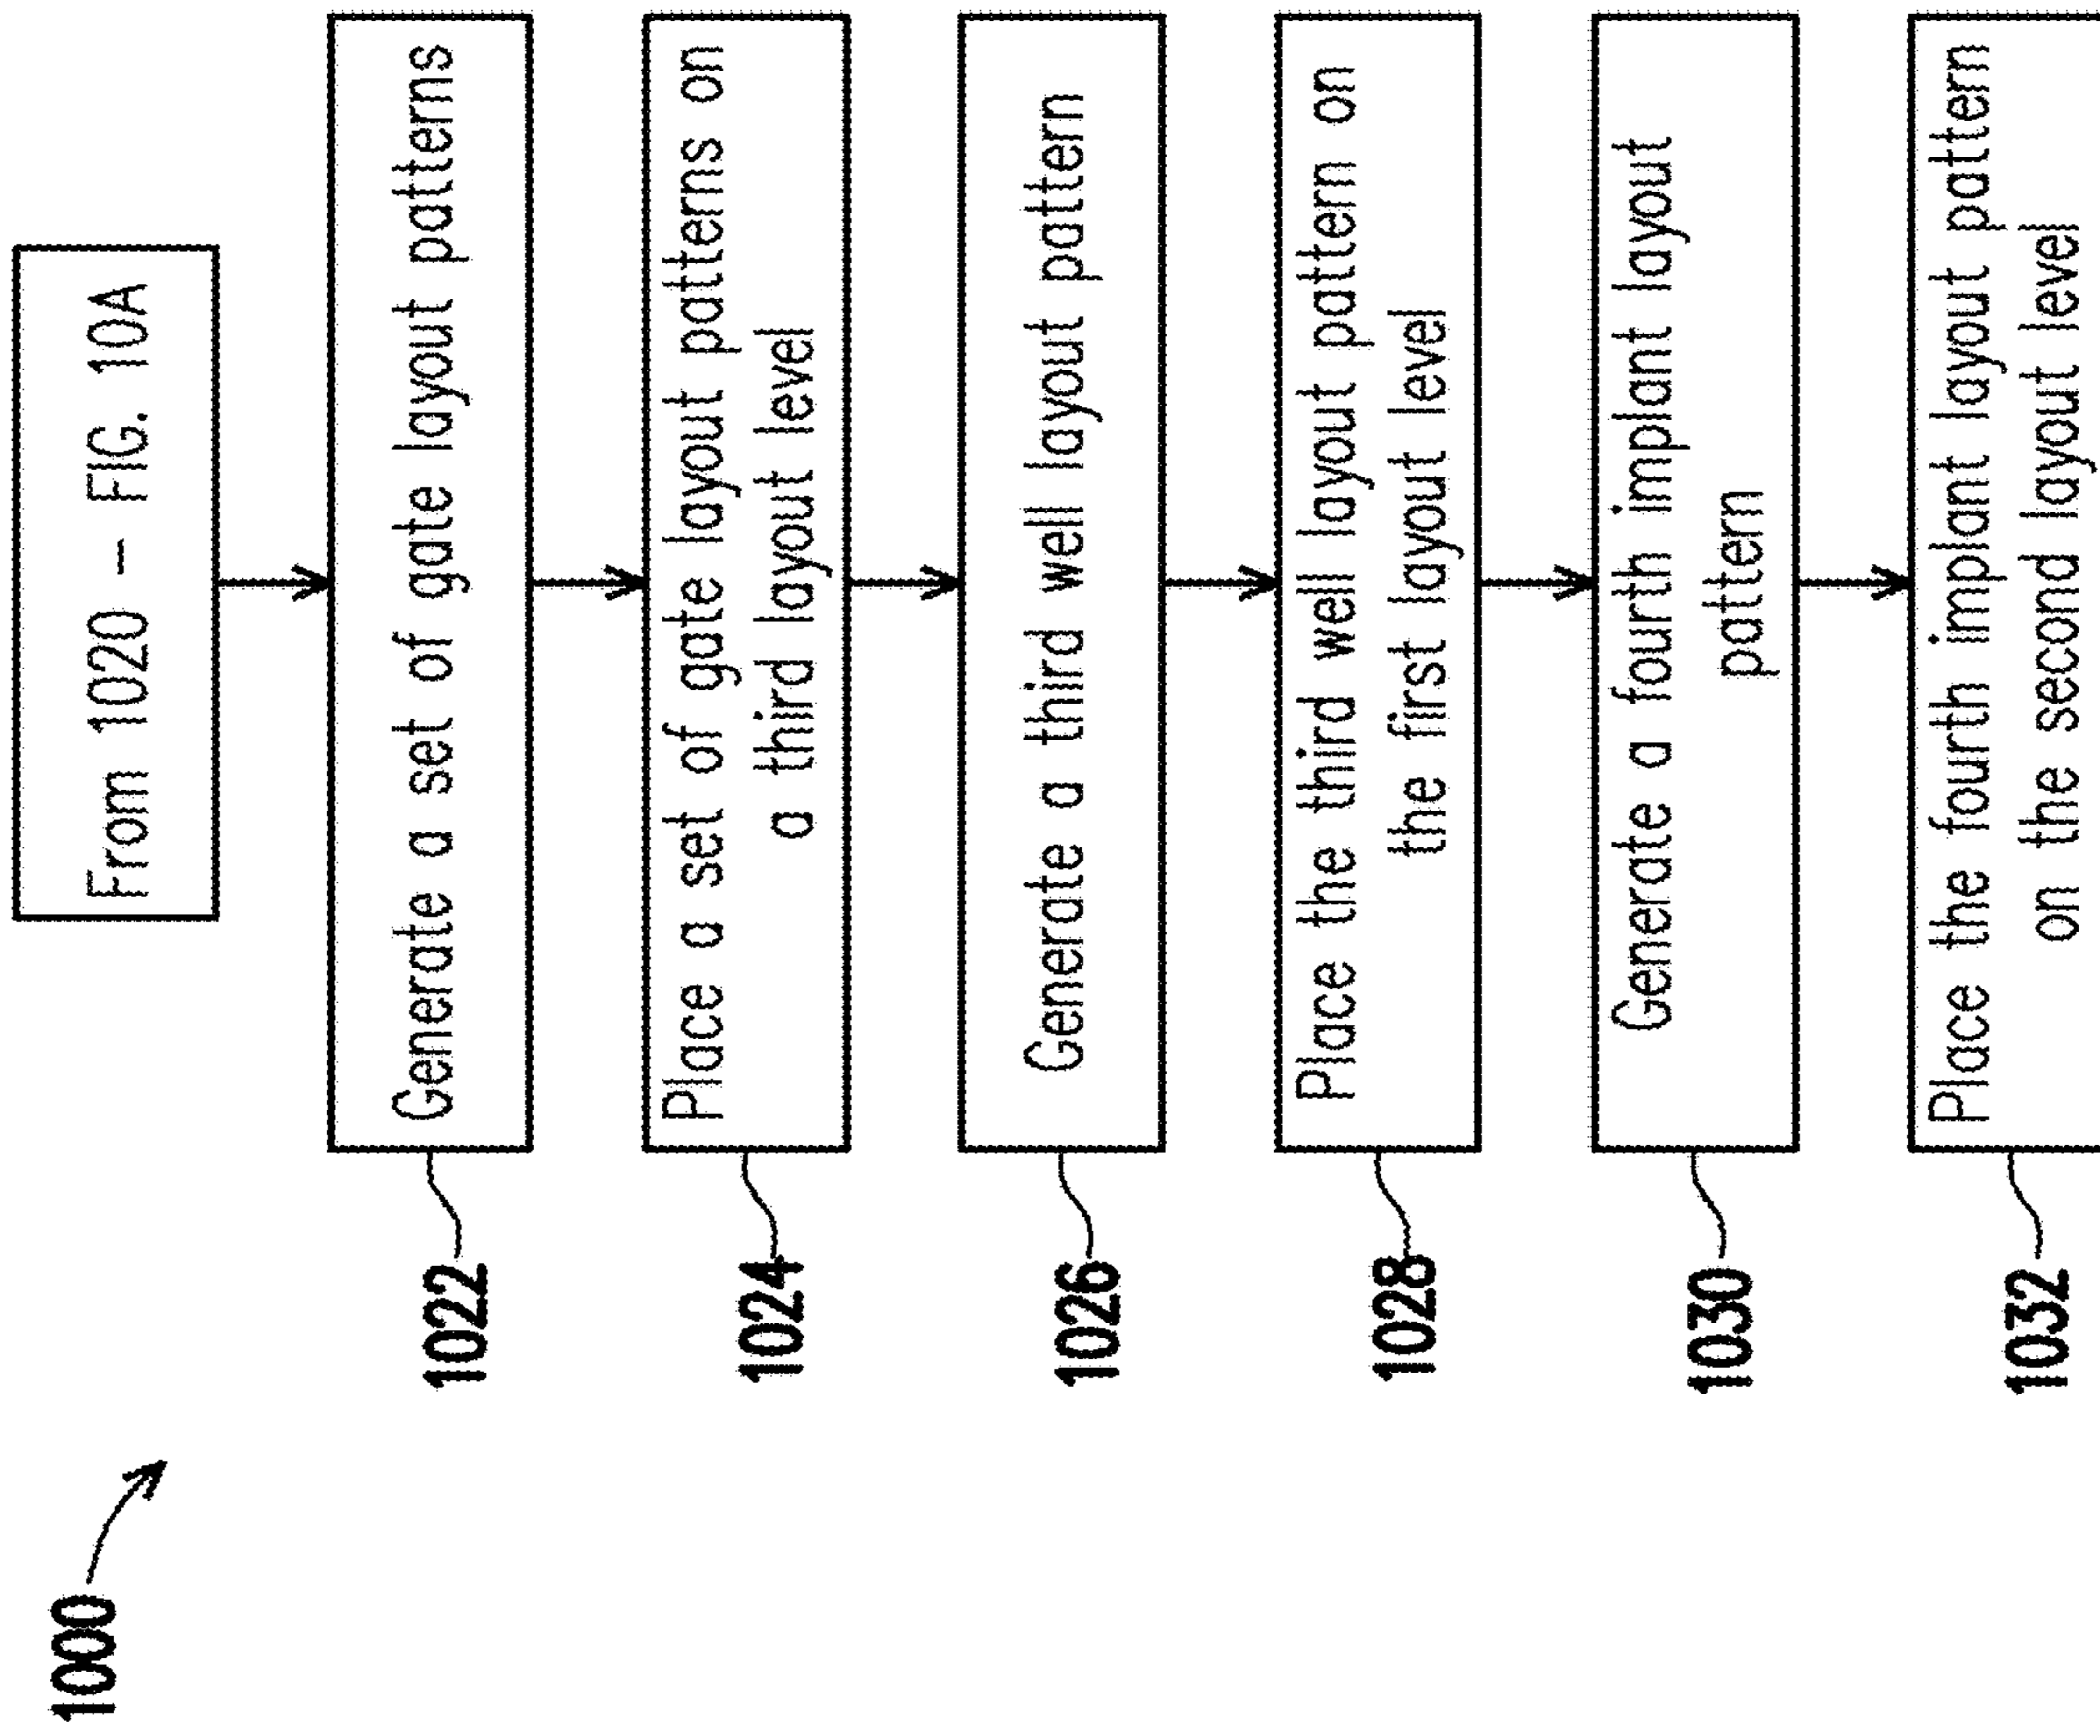 1000
From 1020 – FIG. 10A
1022
Generate a set of gate layout patterns
1024
Place a set of gate layout patterns on
a third layout level
1026
Generate a third well layout pattern
1028
Place the third well layout pattern on
the first layout level
1030
Generate a fourth implant layout
pattern
1032
Place the fourth implant layout pattern
on the second layout level